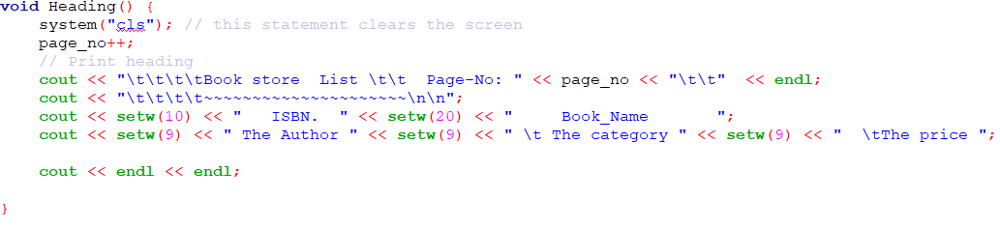 void Heading() {
    system("cls"); // this statement clears the screen
    page_no++;
    // Print heading
    cout << "\t\t\t\tBook store  List \t\t  Page-No: " << page_no << "\t\t"  << endl;
    cout << "\t\t\t\t~~~~~~~~~~~~~~~~~~~~~\n\n";
    cout << setw(10) << "   ISBN.  " << setw(20) << "     Book_Name       ";
    cout << setw(9) << " The Author "  << setw(9) << " \t The category " << setw(9) << "  \tThe price ";
    cout << endl << endl;
}